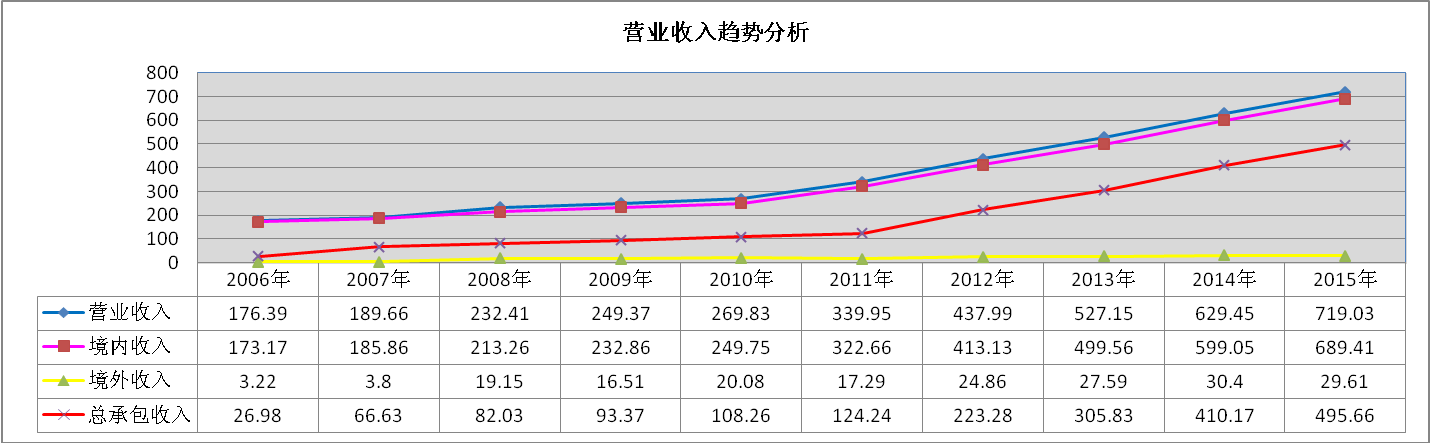 营业收入趋势分析
800
700
600
500
400
300
200
100
0
2006年 2007年 2008年 2009年 2010年 2011年 2012年 2013年 2014年 2015年
营业收入 176.39 189.66 232.41 249.37 269.83 339.95 437.99 527.15 629.45 719.03
境内收入 173.17 185.86 213.26 232.86 249.75 322.66 413.13 499.56 599.05 689.41
境外收入 3.22 3.8 19.15 16.51 20.08 17.29 24.86 27.59 30.4 29.61
总承包收入 26.98 66.63 82.03 93.37 108.26 124.24 223.28 305.83 410.17 495.66